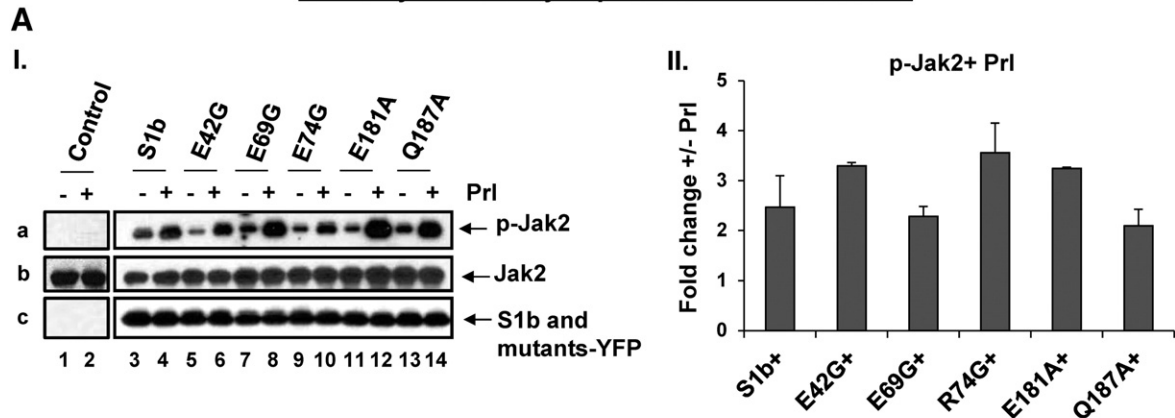 A
I.
Control
S1b
E42G
E69G
E74G
E181A
Q187A
- + - + - + - + - + - + - + Prl
a
p-Jak2
b
Jak2
c
S1b and
mutants-YFP
1 2 3 4 5 6 7 8 9 10 11 12 13 14
II.
p-Jak2+ Prl
Fold change +/- Prl
5
4
3
2
1
0
S1b+
E42G+
E69G+
R74G+
E181A+
Q187A+